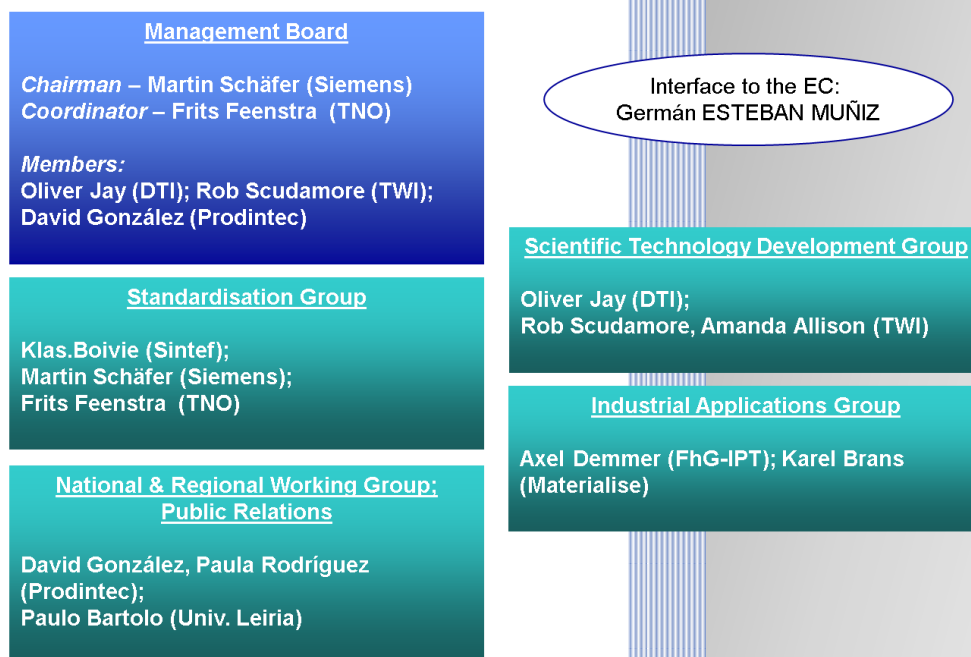 Management Board
Chairman – Martin Schäfer (Siemens)
Coordinator – Frits Feenstra (TNO)
Members:
Oliver Jay (DTI); Rob Scudamore (TWI);
David González (Prodintec)
Standardisation Group
Klas.Boivie (Sintef);
Martin Schäfer (Siemens);
Frits Feenstra (TNO)
National & Regional Working Group;
Public Relations
David González, Paula Rodríguez
(Prodintec);
Paulo Bartolo (Univ. Leiria)
Interface to the EC:
Germán ESTEBAN MUÑIZ
Scientific Technology Development Group
Oliver Jay (DTI);
Rob Scudamore, Amanda Allison (TWI)
Industrial Applications Group
Axel Demmer (FhG-IPT); Karel Brans
(Materialise)